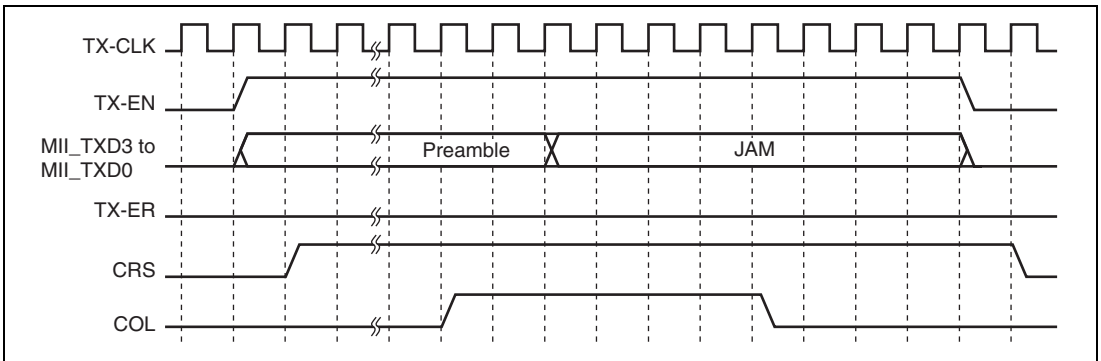 TX-CLK
TX-EN
MII_TXD3 to
MII_TXD0
Preamble
JAM
TX-ER
CRS
COL